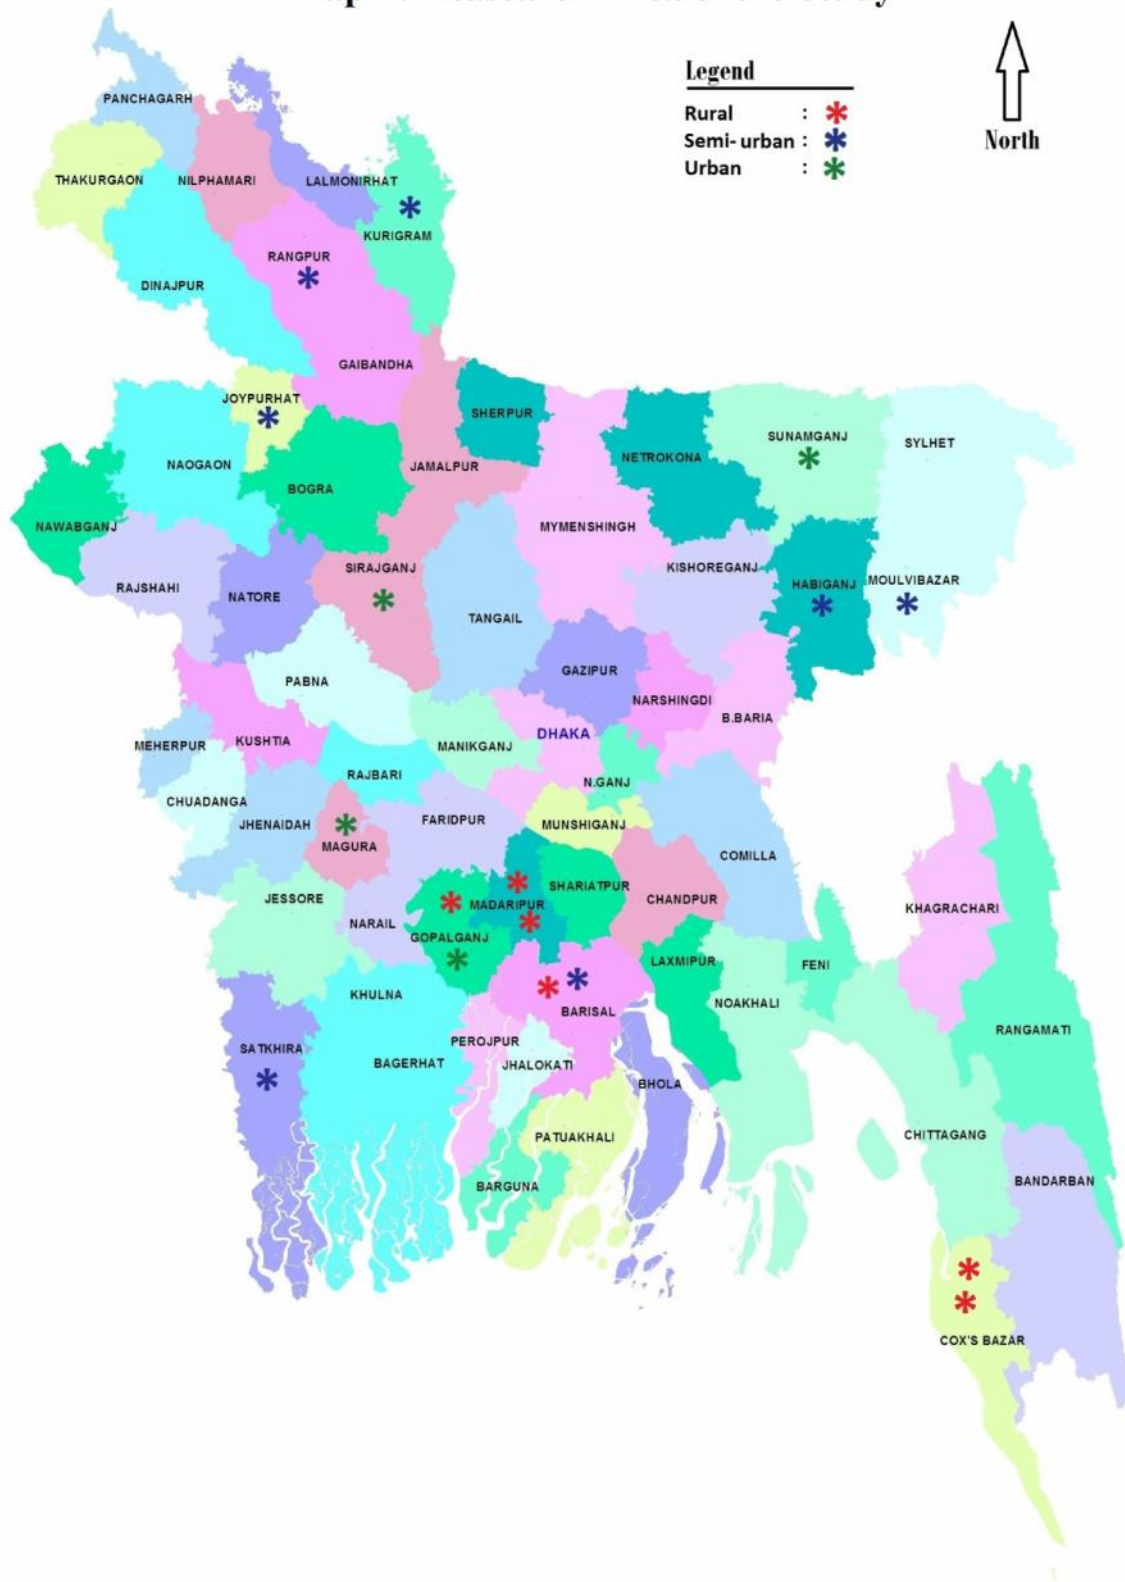 Legend
Rural :
Semi-urban :
Urban :
North
PANCHAGARH
THAKURGAON
NILPHAMARI
LALMONIRHAT
KURIGRAM
RANGPUR
DINAJPUR
GAIBANDHA
JOYPURHAT
SHERPUR
SUNAMGANJ
SYLHET
NETROKONA
NAOGAON
JAMALPUR
BOGRA
NAWABGANJ
MYMENSHINGH
SIRAJGANJ
KISHOREGANJ
HABIGANJ
MOULVIBAZAR
RAJSHAHI
NATORE
TANGAIL
GAZIPUR
PABNA
NARSHINGDI
B.BARIA
DHAKA
MEHERPUR
KUSHTIA
MANIKGANJ
RAJBARI
N.GANJ
CHUADANGA
JHENAIDAH
FARIDPUR
MUNSHIGANJ
MAGURA
COMILLA
SHARIATPUR
JESSORE
CHANDPUR
MADARIPUR
KHAGRACHARI
NARAIL
GOPALGANJ
LAXMIPUR
FENI
KHULNA
NOAKHALI
BARISAL
RANGAMATI
PEROJPUR
SATKHIRA
BAGERHAT
JHALOKATI
BHOLA
PATUAKHALI
CHITTAGANG
BANDARBAN
BARGUNA
COX'S BAZAR